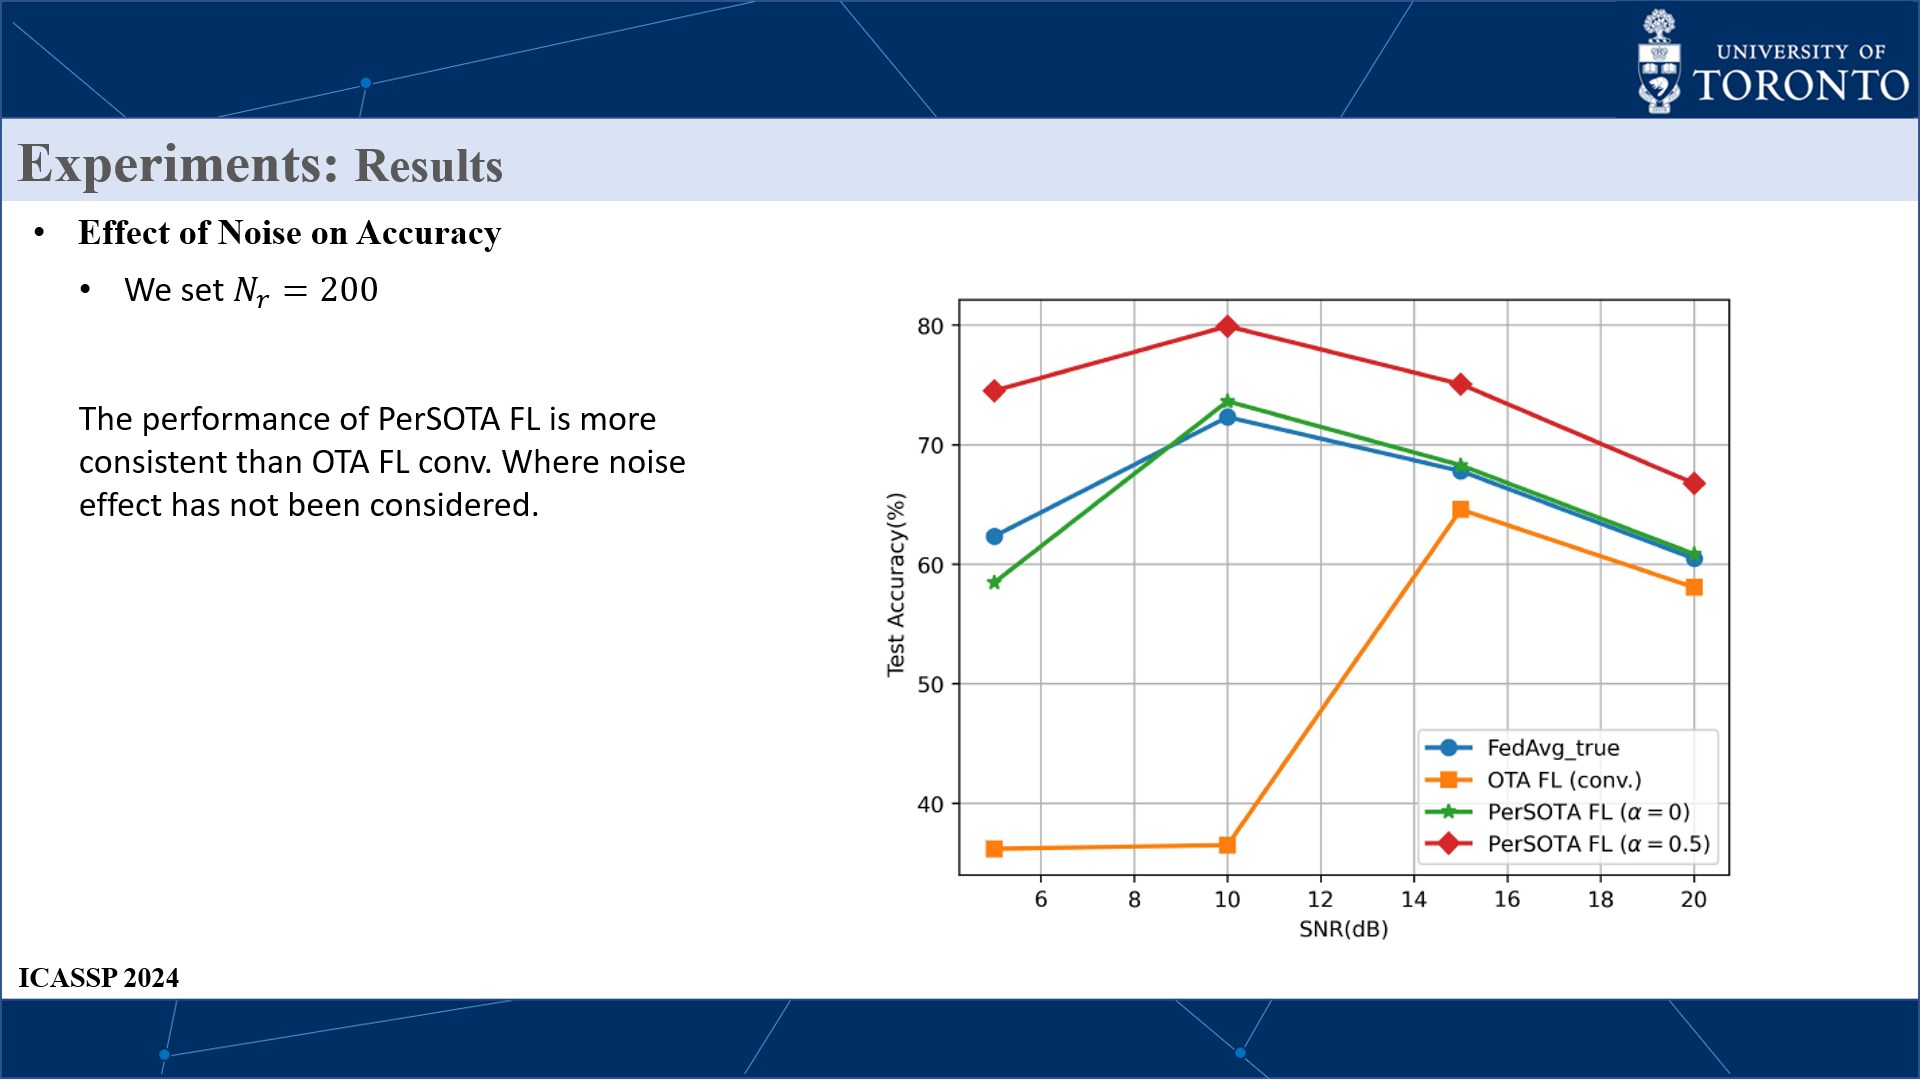 UNIVERSITY OF
TORONTO
Experiments: Results
• Effect of Noise on Accuracy
• We set 𝑁ᵣ = 200
The performance of PerSOTA FL is more
consistent than OTA FL conv. Where noise
effect has not been considered.
80
70
60
50
40
Test Accuracy(%)
6 8 10 12 14 16 18 20
SNR(dB)
FedAvg_true
OTA FL (conv.)
PerSOTA FL (α = 0)
PerSOTA FL (α = 0.5)
ICASSP 2024